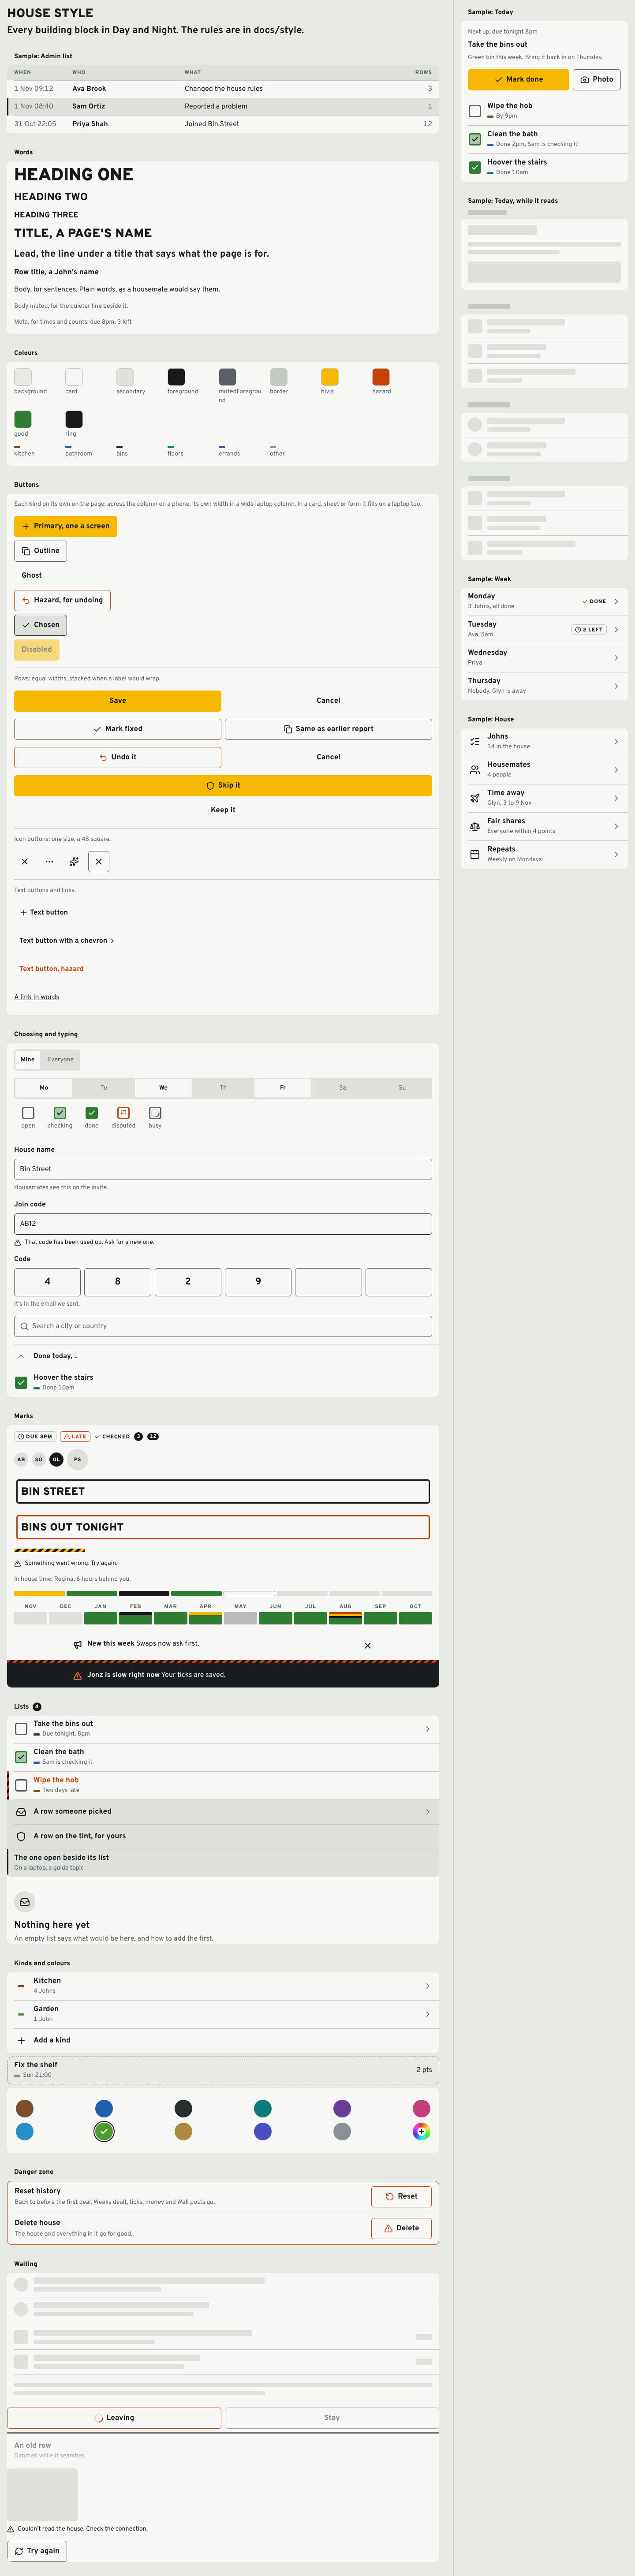 HOUSE STYLE
Every building block in Day and Night. The rules are in docs/style.
Sample: Admin list
WHEN WHO WHAT ROWS
1 Nov 09:12 Ava Brook Changed the house rules 3
1 Nov 08:40 Sam Ortiz Reported a problem 1
31 Oct 22:05 Priya Shah Joined Bin Street 12
Words
HEADING ONE
HEADING TWO
HEADING THREE
TITLE, A PAGE'S NAME
Lead, the line under a title that says what the page is for.
Row title, a John's name
Body, for sentences. Plain words, as a housemate would say them.
Body muted, for the quieter line beside it.
Meta, for times and counts: due 8pm, 3 left
Colours
background card secondary foreground mutedForegrou
nd border hivis hazard
good ring
kitchen bathroom bins floors errands other
Buttons
Each kind on its own on the page: across the column on a phone, its own width in a wide laptop column. In a card, sheet or form it fills on a laptop too.
Primary, one a screen
Outline
Ghost
Hazard, for undoing
Chosen
Disabled
Rows: equal widths, stacked when a label would wrap.
Save Cancel
Mark fixed Same as earlier report
Undo it Cancel
Skip it
Keep it
Icon buttons: one size, a 48 square.
Text buttons and links.
Text button
Text button with a chevron
Text button, hazard
A link in words
Choosing and typing
Mine Everyone
Mo Tu We Th Fr Sa Su
open checking done disputed busy
House name
Bin Street
Housemates see this on the invite.
Join code
AB12
That code has been used up. Ask for a new one.
Code
4 8 2 9
It's in the email we sent.
Search a city or country
Done today, 1
Hoover the stairs
Done 10am
Marks
DUE 8PM LATE CHECKED 3 12
AB SO GL PS
BIN STREET
BINS OUT TONIGHT
Something went wrong. Try again.
In house time: Regina, 6 hours behind you.
NOV DEC JAN FEB MAR APR MAY JUN JUL AUG SEP OCT
New this week Swaps now ask first.
Jonz is slow right now Your ticks are saved.
Lists 4
Take the bins out
Due tonight, 8pm
Clean the bath
Sam is checking it
Wipe the hob
Two days late
A row someone picked
A row on the tint, for yours
The one open beside its list
On a laptop, a guide topic
Nothing here yet
An empty list says what would be here, and how to add the first.
Kinds and colours
Kitchen
4 Johns
Garden
1 John
Add a kind
Fix the shelf
Sun 21:00
2 pts
Danger zone
Reset history
Back to before the first deal. Weeks dealt, ticks, money and Wall posts go.
Reset
Delete house
The house and everything in it go for good.
Delete
Waiting
Leaving Stay
An old row
Dimmed while it searches
Couldn't read the house. Check the connection.
Try again
Sample: Today
Next up, due tonight 8pm
Take the bins out
Green bin this week. Bring it back in on Thursday.
Mark done Photo
Wipe the hob
By 9pm
Clean the bath
Done 2pm, Sam is checking it
Hoover the stairs
Done 10am
Sample: Today, while it reads
Sample: Week
Monday
3 Johns, all done
DONE
Tuesday
Ava, Sam
2 LEFT
Wednesday
Priya
Thursday
Nobody, Glyn is away
Sample: House
Johns
14 in the house
Housemates
4 people
Time away
Glyn, 3 to 9 Nov
Fair shares
Everyone within 4 points
Repeats
Weekly on Mondays